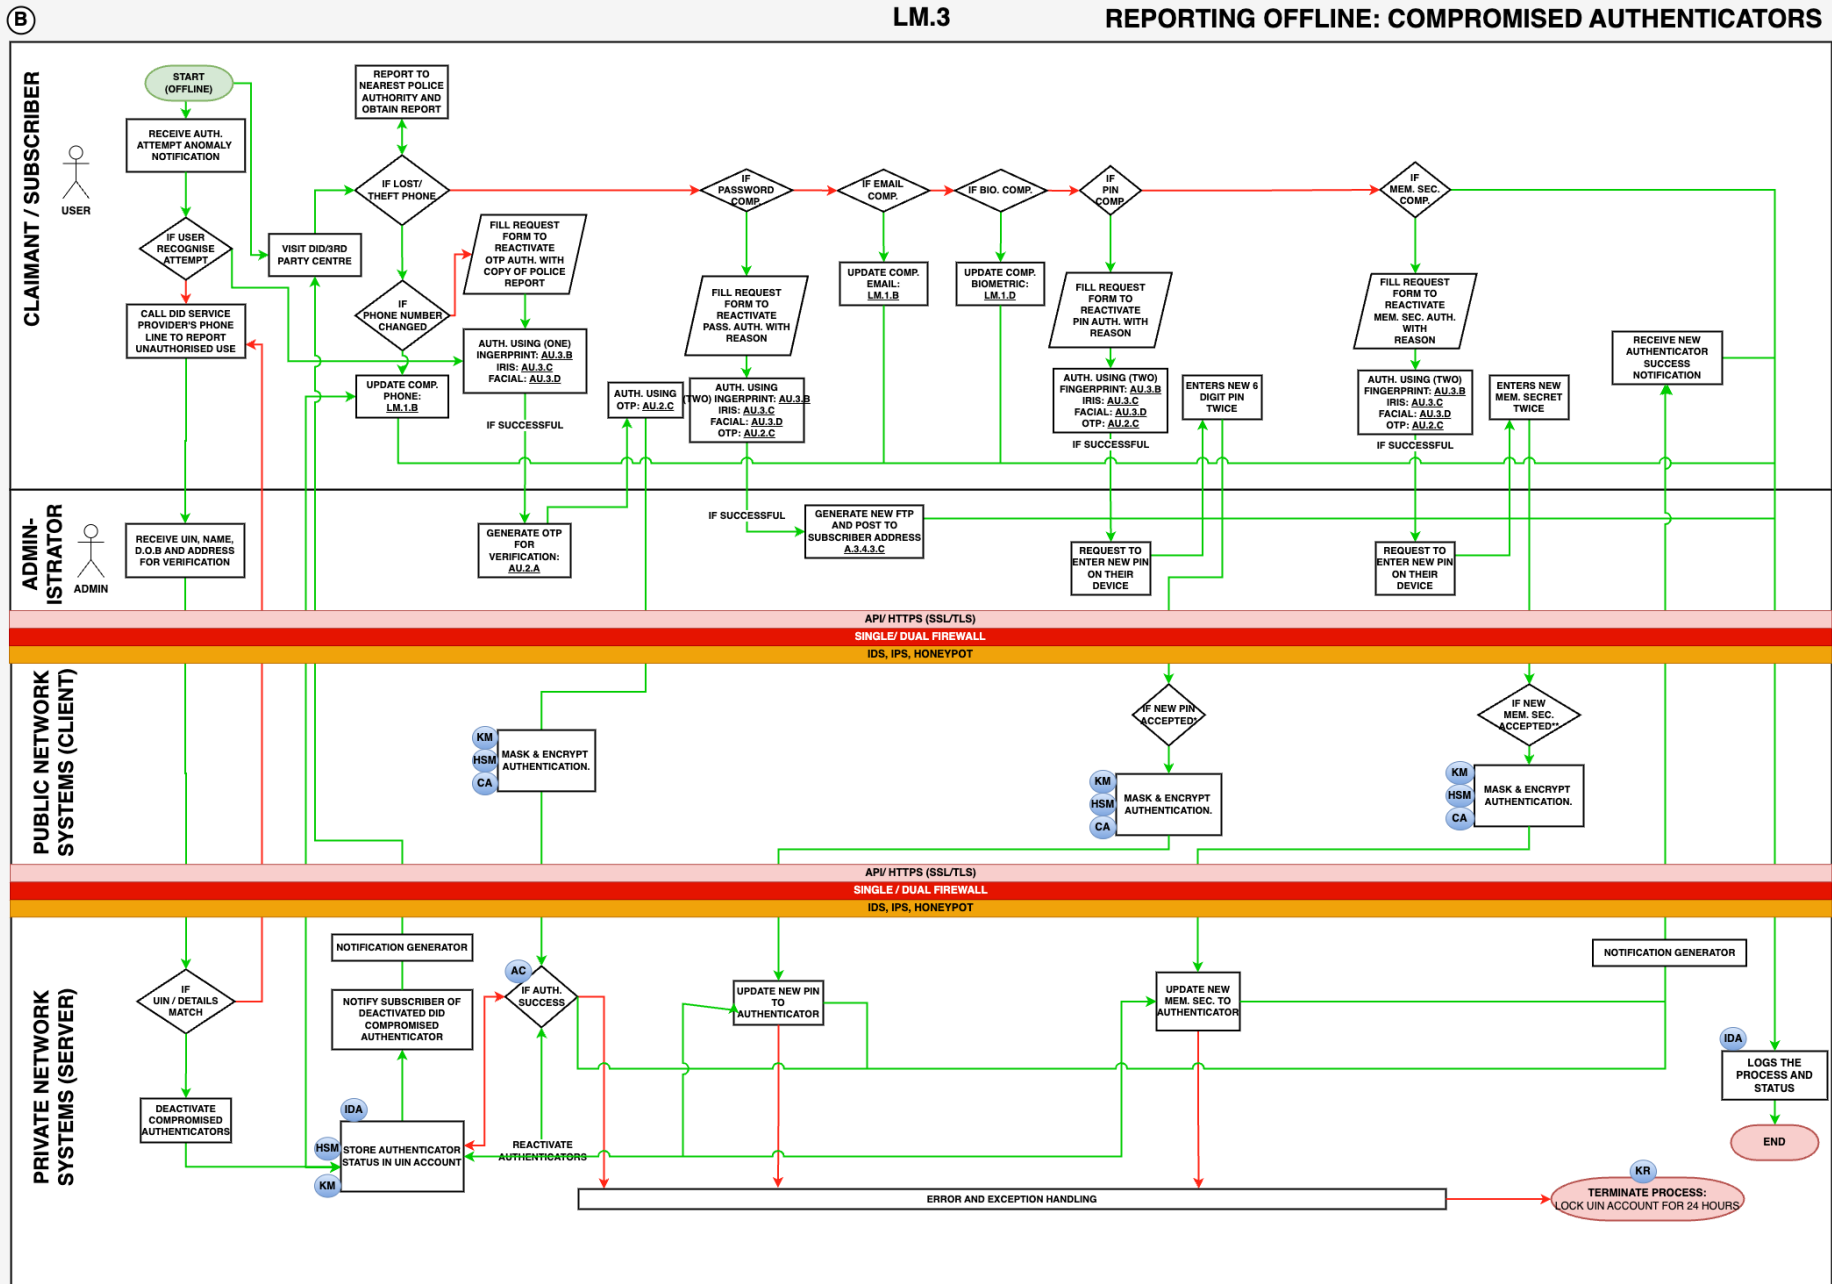 B
LM.3
REPORTING OFFLINE: COMPROMISED AUTHENTICATORS
CLAIMANT / SUBSCRIBER
USER
START
(OFFLINE)
RECEIVE AUTH.
ATTEMPT ANOMALY
NOTIFICATION
IF USER
RECOGNISE
ATTEMPT
CALL DID SERVICE
PROVIDER'S PHONE
LINE TO REPORT
UNAUTHORISED USE
VISIT DID/3RD
PARTY CENTRE
REPORT TO
NEAREST POLICE
AUTHORITY AND
OBTAIN REPORT
IF LOST/
THEFT PHONE
IF
PHONE NUMBER
CHANGED
UPDATE COMP.
PHONE:
LM.1.B
FILL REQUEST
FORM TO
REACTIVATE
OTP AUTH. WITH
COPY OF POLICE
REPORT
AUTH. USING (ONE)
INGERPRINT: AU.3.B
IRIS: AU.3.C
FACIAL: AU.3.D
IF SUCCESSFUL
AUTH. USING
OTP: AU.2.C
IF
PASSWORD
COMP.
FILL REQUEST
FORM TO
REACTIVATE
PASS. AUTH. WITH
REASON
AUTH. USING
(TWO) INGERPRINT: AU.3.B
IRIS: AU.3.C
FACIAL: AU.3.D
OTP: AU.2.C
IF EMAIL
COMP.
UPDATE COMP.
EMAIL:
LM.1.B
IF BIO. COMP.
UPDATE COMP.
BIOMETRIC:
LM.1.D
IF
PIN
COMP.
FILL REQUEST
FORM TO
REACTIVATE
PIN AUTH. WITH
REASON
AUTH. USING (TWO)
FINGERPRINT: AU.3.B
IRIS: AU.3.C
FACIAL: AU.3.D
OTP: AU.2.C
IF SUCCESSFUL
ENTERS NEW 6
DIGIT PIN
TWICE
IF
MEM. SEC.
COMP.
FILL REQUEST
FORM TO
REACTIVATE
MEM. SEC. AUTH.
WITH
REASON
AUTH. USING (TWO)
FINGERPRINT: AU.3.B
IRIS: AU.3.C
FACIAL: AU.3.D
OTP: AU.2.C
IF SUCCESSFUL
ENTERS NEW
MEM. SECRET
TWICE
RECEIVE NEW
AUTHENTICATOR
SUCCESS
NOTIFICATION
ADMIN-
ISTRATOR
ADMIN
RECEIVE UIN, NAME,
D.O.B AND ADDRESS
FOR VERIFICATION
GENERATE OTP
FOR
VERIFICATION:
AU.2.A
IF SUCCESSFUL
GENERATE NEW FTP
AND POST TO
SUBSCRIBER ADDRESS
A.3.4.3.C
REQUEST TO
ENTER NEW PIN
ON THEIR
DEVICE
REQUEST TO
ENTER NEW PIN
ON THEIR
DEVICE
API/ HTTPS (SSL/TLS)
SINGLE/ DUAL FIREWALL
IDS, IPS, HONEYPOT
PUBLIC NETWORK
SYSTEMS (CLIENT)
KM
HSM
CA
MASK & ENCRYPT
AUTHENTICATION.
IF NEW PIN
ACCEPTED*
KM
HSM
CA
MASK & ENCRYPT
AUTHENTICATION.
IF NEW
MEM. SEC.
ACCEPTED**
KM
HSM
CA
MASK & ENCRYPT
AUTHENTICATION.
API/ HTTPS (SSL/TLS)
SINGLE / DUAL FIREWALL
IDS, IPS, HONEYPOT
PRIVATE NETWORK
SYSTEMS (SERVER)
IF
UIN / DETAILS
MATCH
DEACTIVATE
COMPROMISED
AUTHENTICATORS
NOTIFICATION GENERATOR
NOTIFY SUBSCRIBER OF
DEACTIVATED DID
COMPROMISED
AUTHENTICATOR
IDA
HSM
KM
STORE AUTHENTICATOR
STATUS IN UIN ACCOUNT
AC
IF AUTH.
SUCCESS
REACTIVATE
AUTHENTICATORS
UPDATE NEW PIN
TO
AUTHENTICATOR
UPDATE NEW
MEM. SEC. TO
AUTHENTICATOR
NOTIFICATION GENERATOR
IDA
LOGS THE
PROCESS AND
STATUS
END
ERROR AND EXCEPTION HANDLING
KR
TERMINATE PROCESS:
LOCK UIN ACCOUNT FOR 24 HOURS